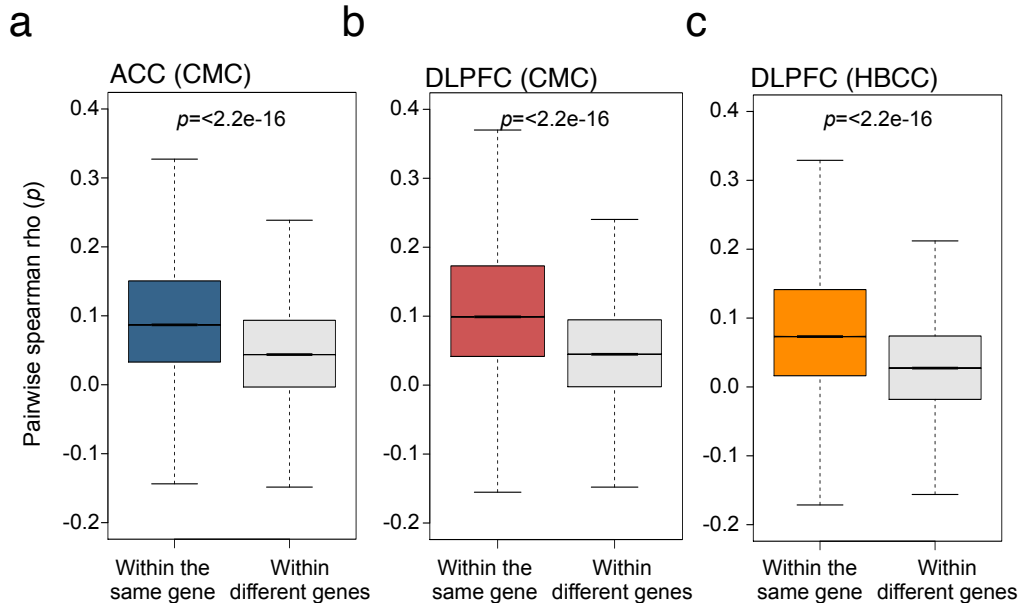 a
ACC (CMC)
p=<2.2e-16
Pairwise spearman rho (p)
0.4
0.3
0.2
0.1
0.0
-0.1
-0.2
Within the
same gene
Within
different genes
b
DLPFC (CMC)
p=<2.2e-16
0.4
0.3
0.2
0.1
0.0
-0.1
-0.2
Within the
same gene
Within
different genes
c
DLPFC (HBCC)
p=<2.2e-16
0.4
0.3
0.2
0.1
0.0
-0.1
-0.2
Within the
same gene
Within
different genes